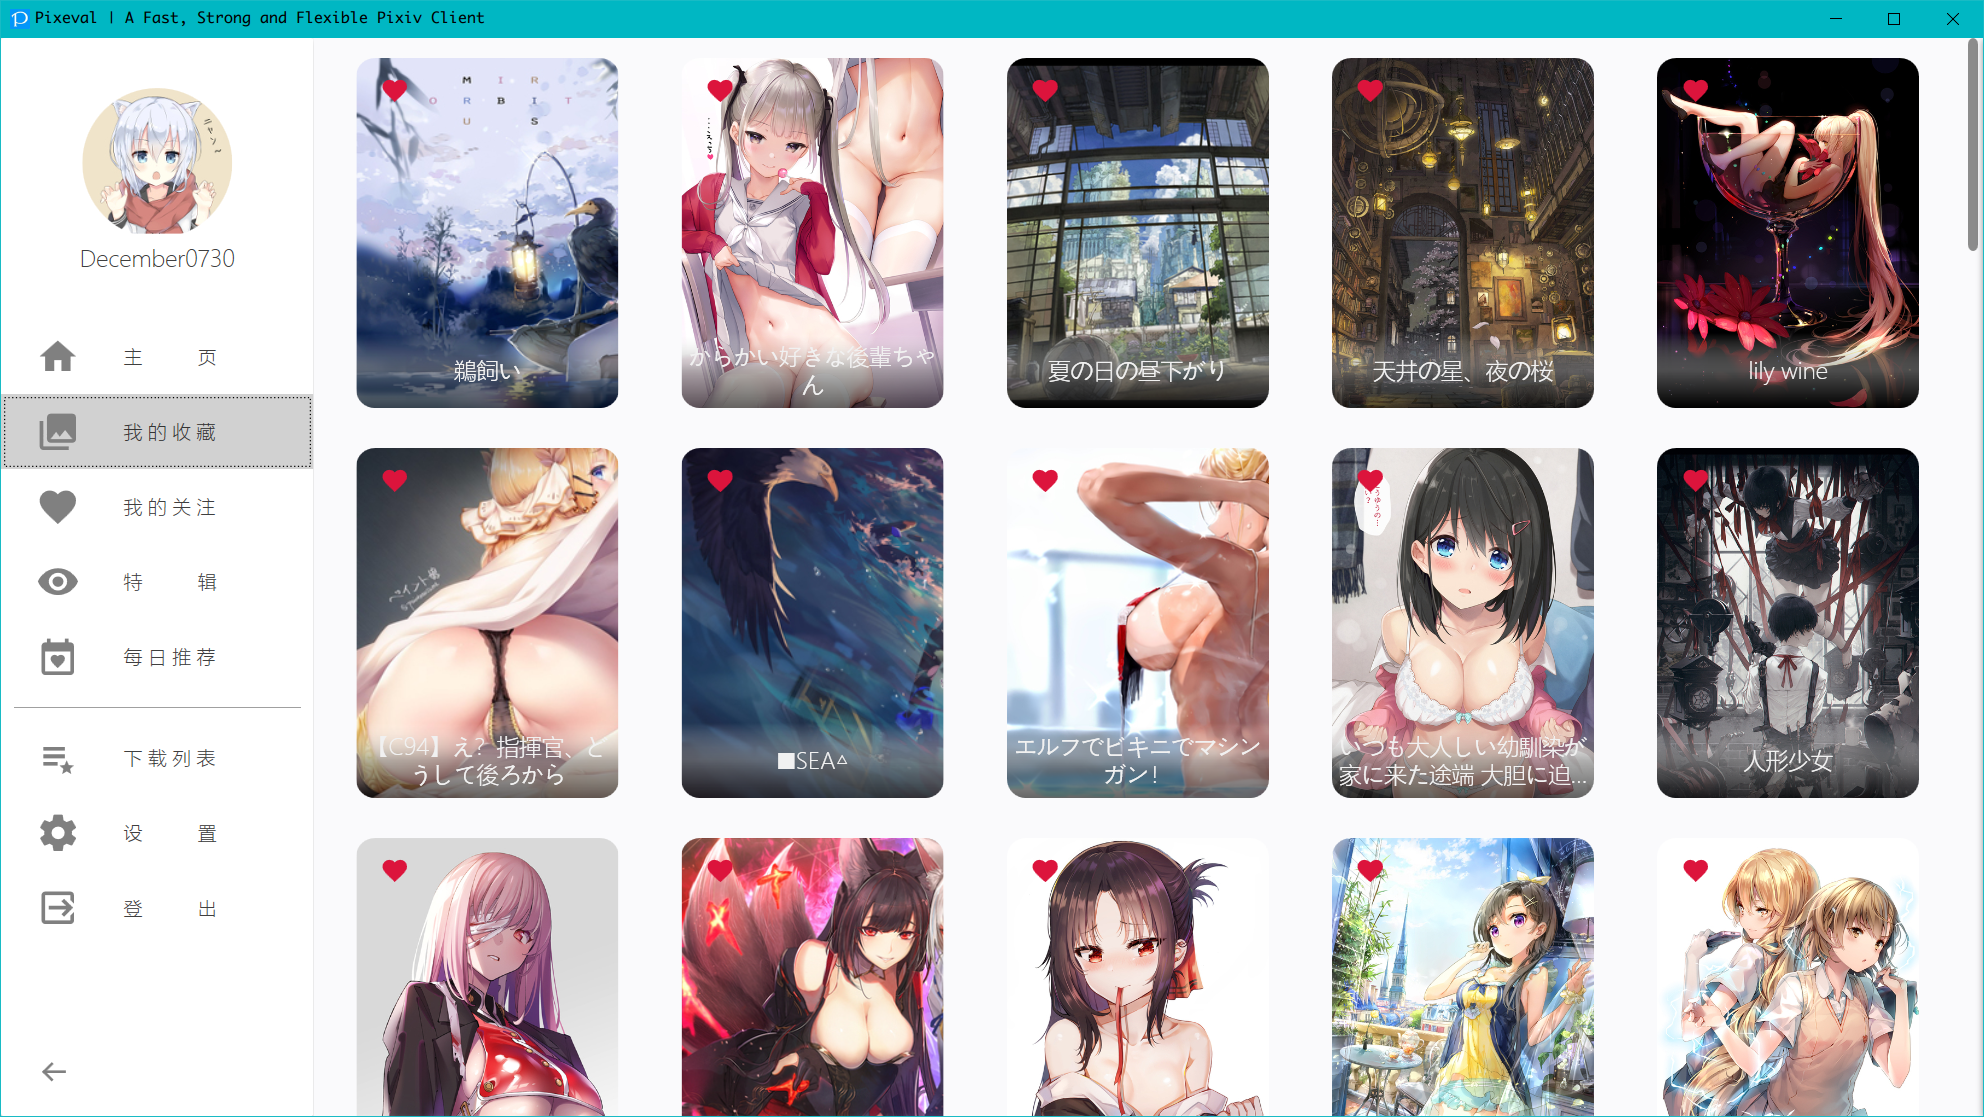 Pixeval | A Fast, Strong and Flexible Pixiv Client
December0730
主 页
我的收藏
我的关注
特 辑
每日推荐
下载列表
设 置
登 出
M I R
O R B I T
U S
鵜飼い
からかい好きな後輩ちゃ
ん
夏の日の昼下がり
天井の星、夜の桜
lily wine
【C94】え？指揮官、ど
うして後ろから
■SEA△
エルフでビキニでマシン
ガン！
いつも大人しい幼馴染が
家に来た途端 大胆に迫...
人形少女